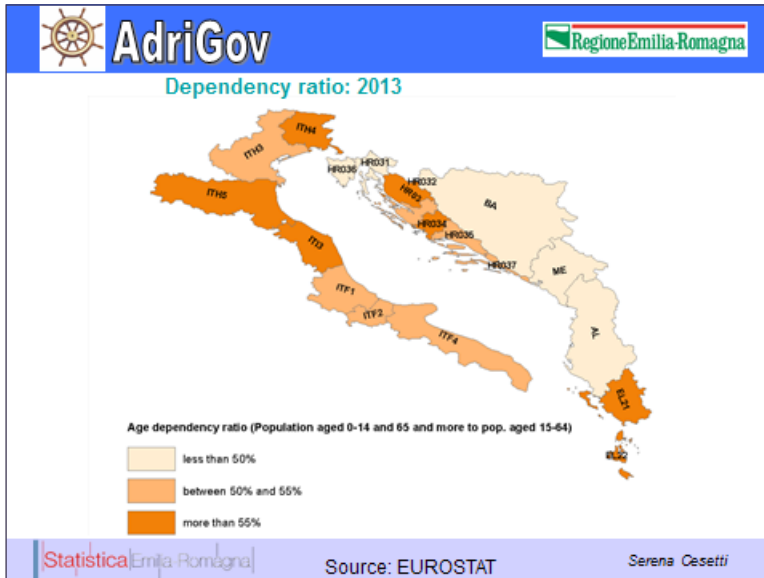 AdriGov
RegioneEmilia-Romagna
Dependency ratio: 2013
ITH4
ITH3
HR031
HR036
ITH5
HR032
HR03
BA
HR034
ITI3
HR035
HR037
ME
ITF1
ITF2
ITF4
AL
EL21
EL22
Age dependency ratio (Population aged 0-14 and 65 and more to pop. aged 15-64)
less than 50%
between 50% and 55%
more than 55%
Statistica Emilia-Romagna
Source: EUROSTAT
Serena Cesetti